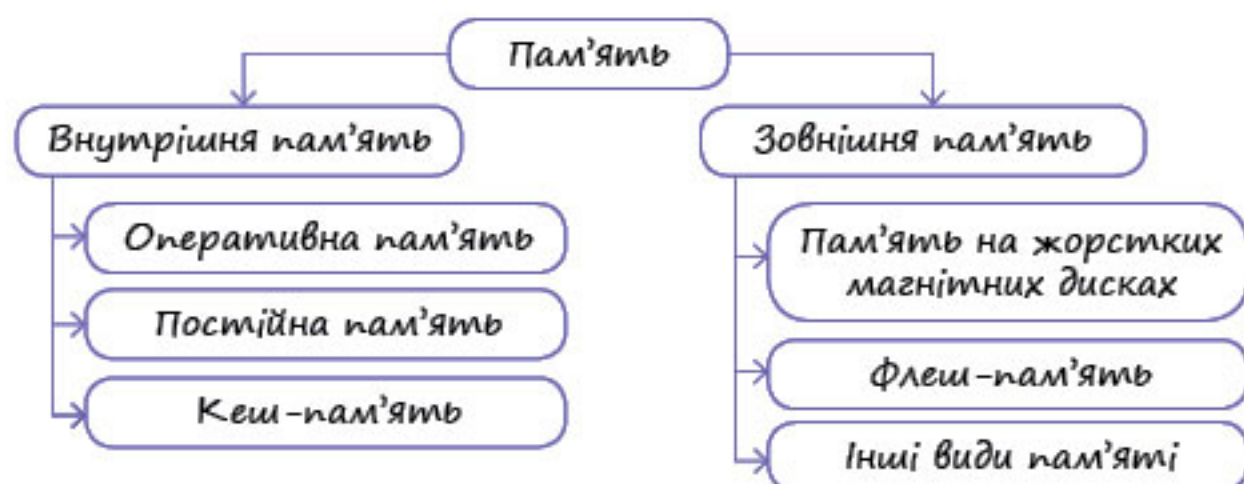 Пам'ять
Внутрішня пам'ять
Оперативна пам'ять
Постійна пам'ять
Кеш-пам'ять
Зовнішня пам'ять
Пам'ять на жорстких
магнітних дисках
Флеш-пам'ять
Інші види пам'яті